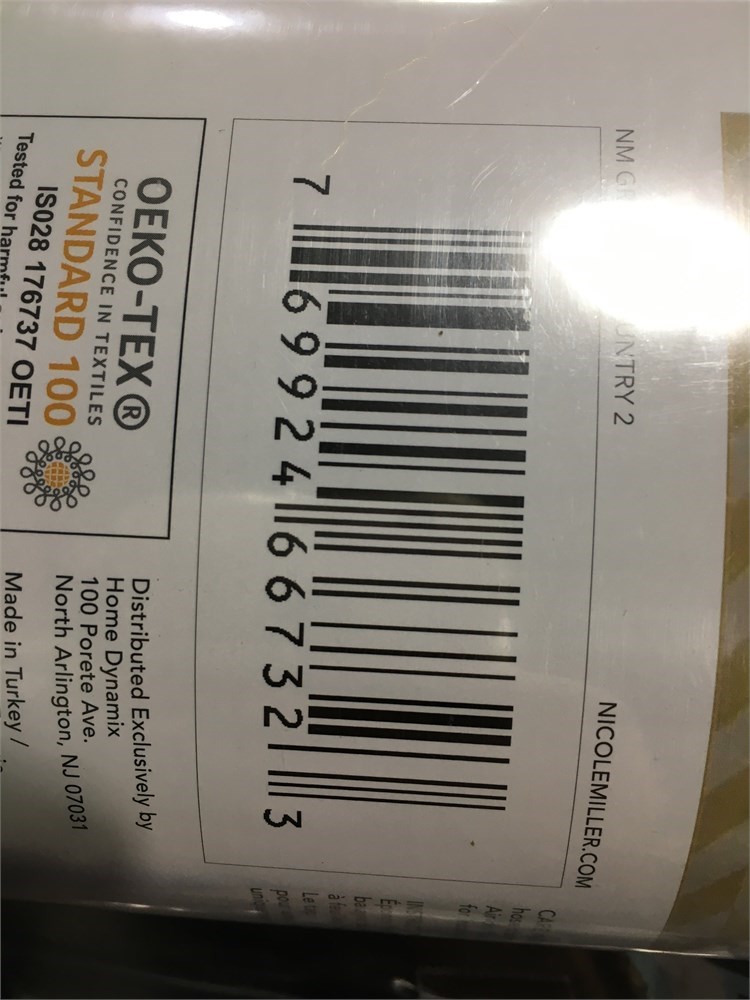 NM UNTRY 2
NICOLEMILLER.COM
7 69924 66732 3
OEKO-TEX ®
CONFIDENCE IN TEXTILES
STANDARD 100
IS028 176737 OETI
Tested for harmful
Distributed Exclusively by
Home Dynamix
100 Porete Ave.
North Arlington, NJ 07031
Made in Turkey /